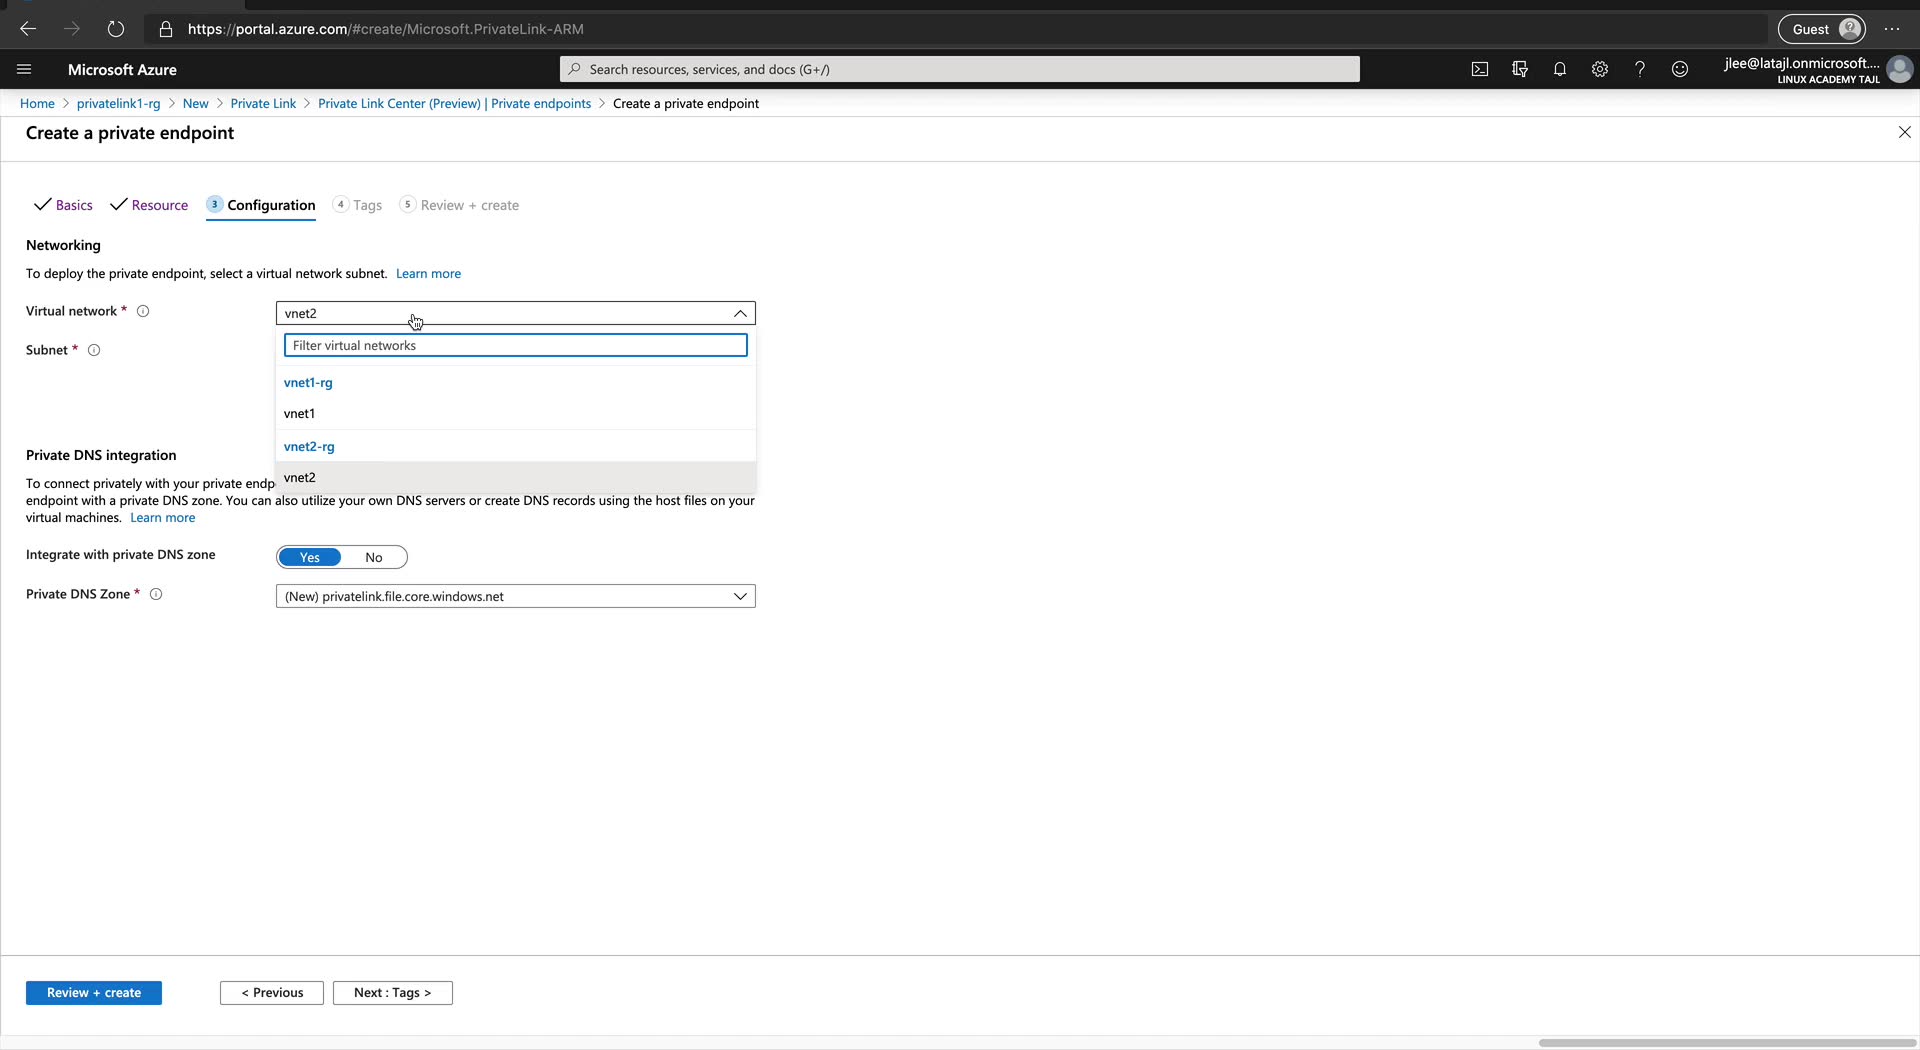 https://portal.azure.com/#create/Microsoft.PrivateLink-ARM
Guest
Microsoft Azure
Search resources, services, and docs (G+/)
jlee@latajl.onmicrosoft....
LINUX ACADEMY TAJL
Home > privatelink1-rg > New > Private Link > Private Link Center (Preview) | Private endpoints > Create a private endpoint
Create a private endpoint
Basics Resource 3 Configuration 4 Tags 5 Review + create
Networking
To deploy the private endpoint, select a virtual network subnet. Learn more
Virtual network *
vnet2
Filter virtual networks
Subnet *
vnet1-rg
vnet1
vnet2-rg
vnet2
Private DNS integration
To connect privately with your private endp
endpoint with a private DNS zone. You can also utilize your own DNS servers or create DNS records using the host files on your
virtual machines. Learn more
Integrate with private DNS zone
Yes No
Private DNS Zone *
(New) privatelink.file.core.windows.net
Review + create
< Previous
Next : Tags >